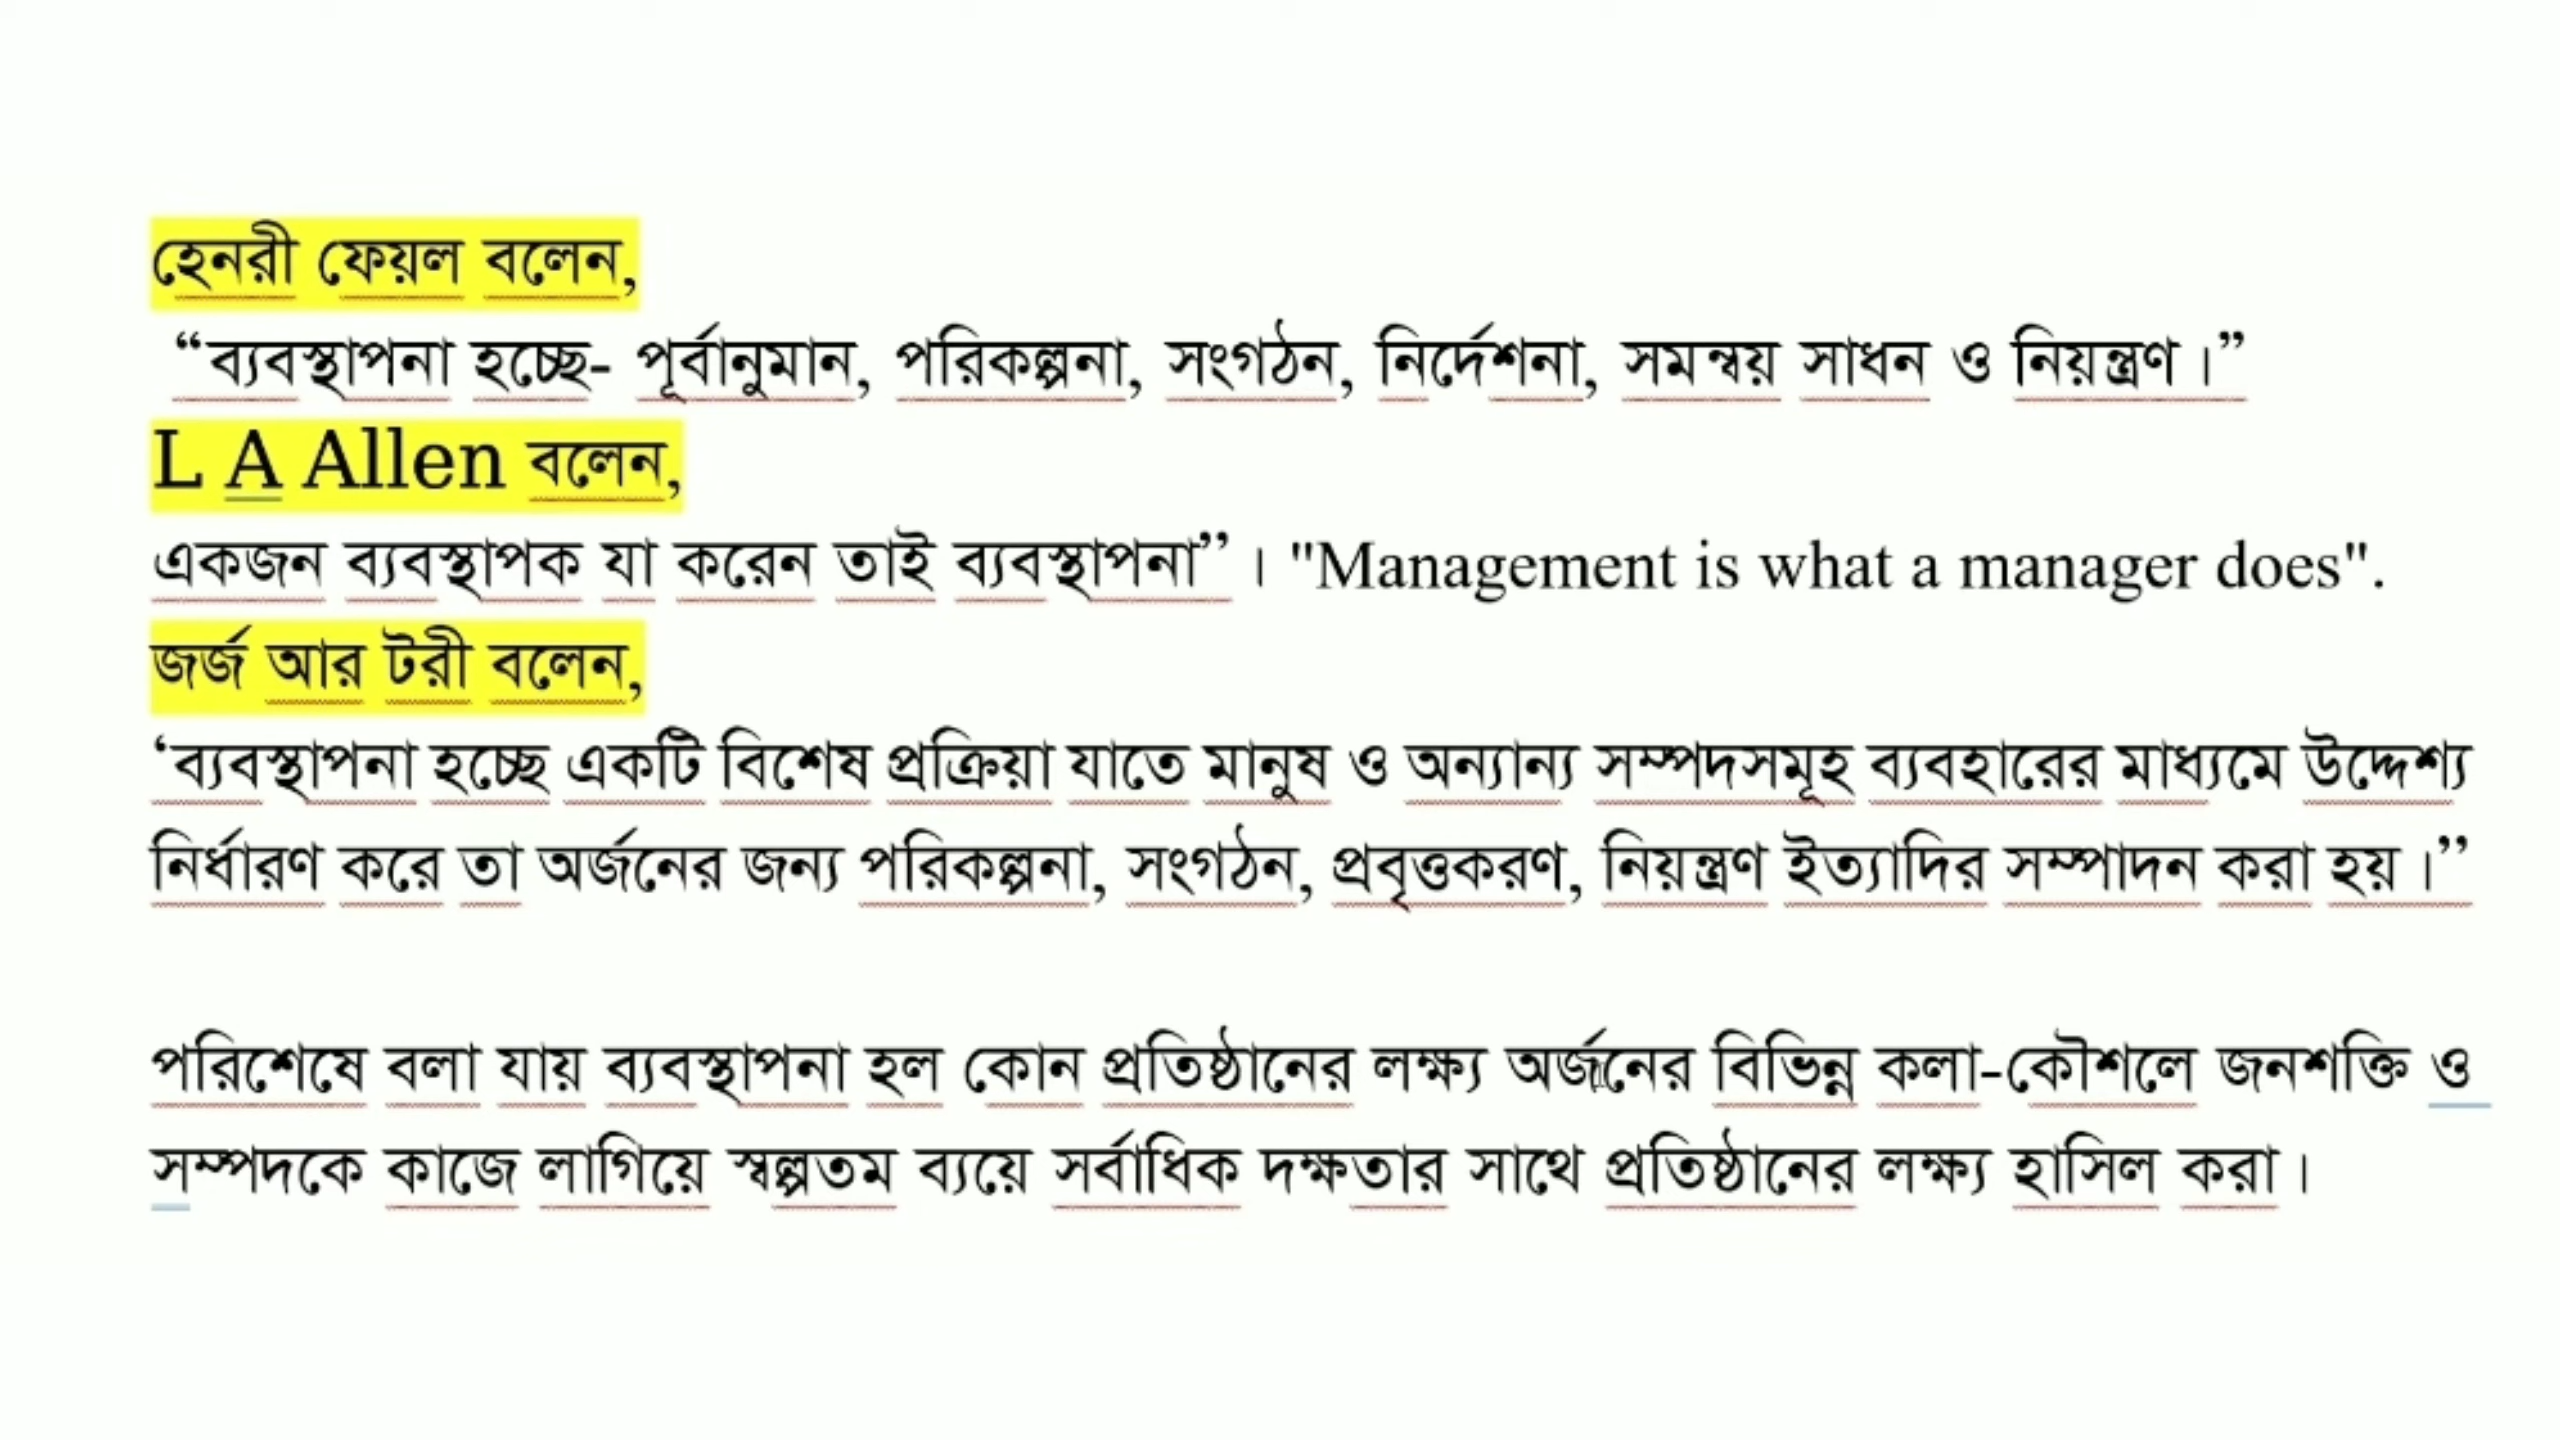 হেনরী ফেয়ল বলেন,
“ব্যবস্থাপনা হচ্ছে- পূর্বানুমান, পরিকল্পনা, সংগঠন, নির্দেশনা, সমন্বয় সাধন ও নিয়ন্ত্রণ।”
L A Allen বলেন,
একজন ব্যবস্থাপক যা করেন তাই ব্যবস্থাপনা”। "Management is what a manager does".
জর্জ আর টরী বলেন,
‘ব্যবস্থাপনা হচ্ছে একটি বিশেষ প্রক্রিয়া যাতে মানুষ ও অন্যান্য সম্পদসমূহ ব্যবহারের মাধ্যমে উদ্দেশ্য
নির্ধারণ করে তা অর্জনের জন্য পরিকল্পনা, সংগঠন, প্রবৃত্তকরণ, নিয়ন্ত্রণ ইত্যাদির সম্পাদন করা হয়।’’
পরিশেষে বলা যায় ব্যবস্থাপনা হল কোন প্রতিষ্ঠানের লক্ষ্য অর্জনের বিভিন্ন কলা-কৌশলে জনশক্তি ও
সম্পদকে কাজে লাগিয়ে স্বল্পতম ব্যয়ে সর্বাধিক দক্ষতার সাথে প্রতিষ্ঠানের লক্ষ্য হাসিল করা।